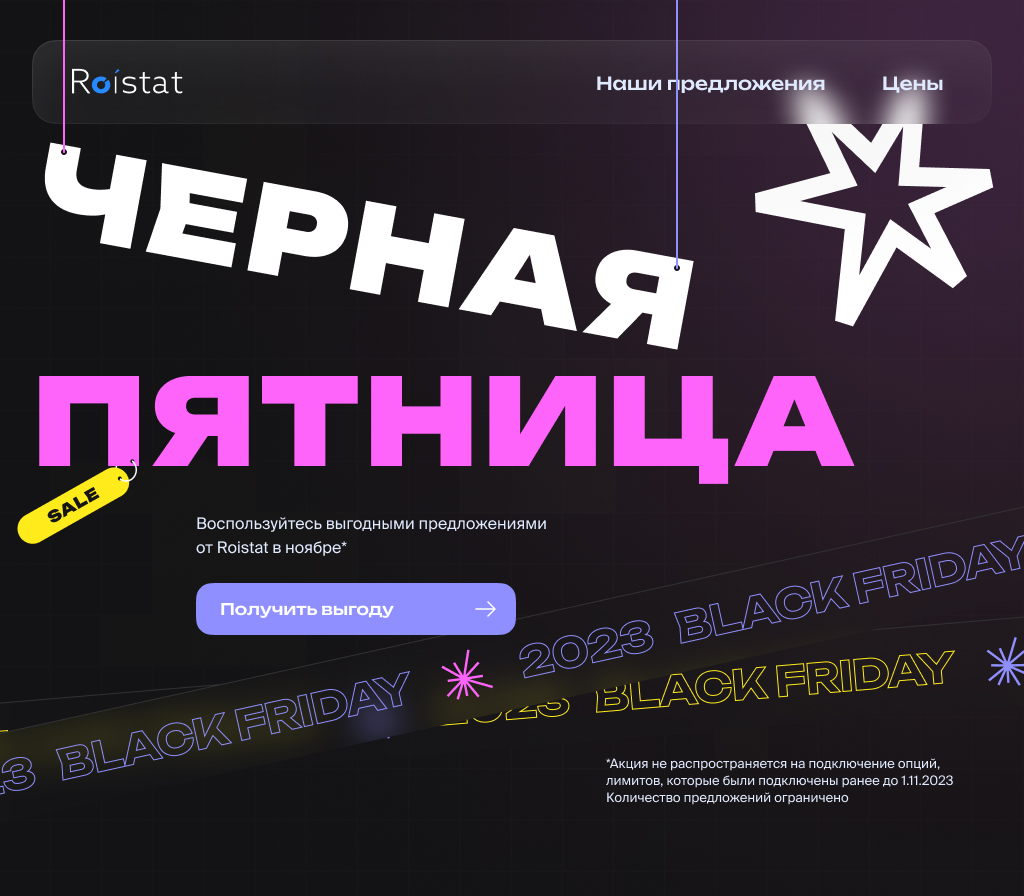 Roistat
Наши предложения
Цены
ЧЕРНАЯ
ПЯТНИЦА
SALE
Воспользуйтесь выгодными предложениями
от Roistat в ноябре*
Получить выгоду
23 BLACK FRIDAY 2023 BLACK FRIDAY
2023 BLACK FRIDAY
*Акция не распространяется на подключение опций,
лимитов, которые были подключены ранее до 1.11.2023
Количество предложений ограничено